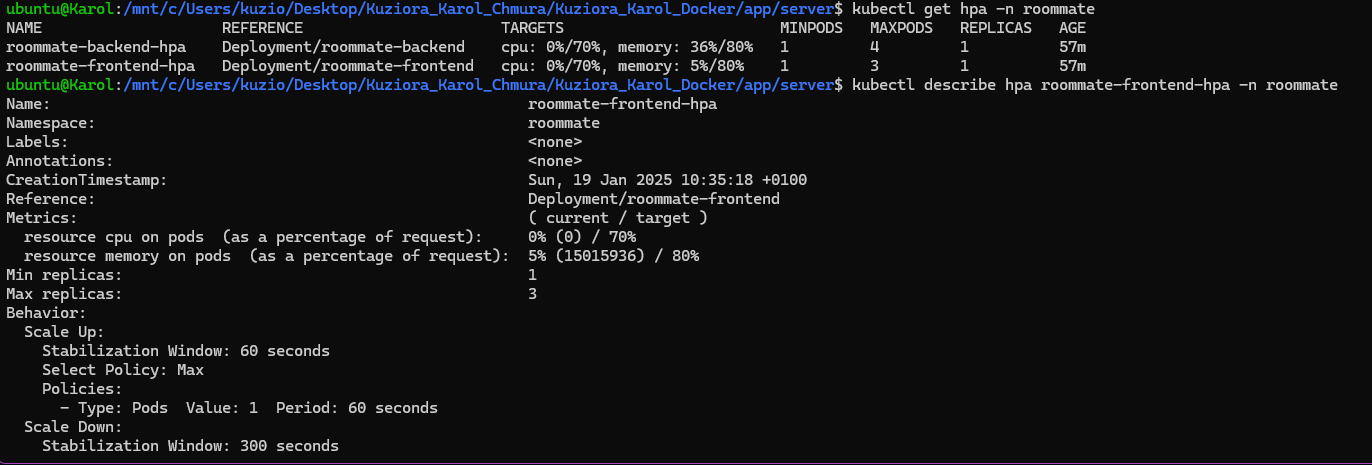 ubuntu@Karol:/mnt/c/Users/kuzio/Desktop/Kuziora_Karol_Chmura/Kuziora_Karol_Docker/app/server$ kubectl get hpa -n roommate
NAME REFERENCE TARGETS MINPODS MAXPODS REPLICAS AGE
roommate-backend-hpa Deployment/roommate-backend cpu: 0%/70%, memory: 36%/80% 1 4 1 57m
roommate-frontend-hpa Deployment/roommate-frontend cpu: 0%/70%, memory: 5%/80% 1 3 1 57m
ubuntu@Karol:/mnt/c/Users/kuzio/Desktop/Kuziora_Karol_Chmura/Kuziora_Karol_Docker/app/server$ kubectl describe hpa roommate-frontend-hpa -n roommate
Name: roommate-frontend-hpa
Namespace: roommate
Labels: <none>
Annotations: <none>
CreationTimestamp: Sun, 19 Jan 2025 10:35:18 +0100
Reference: Deployment/roommate-frontend
Metrics: ( current / target )
resource cpu on pods (as a percentage of request): 0% (0) / 70%
resource memory on pods (as a percentage of request): 5% (15015936) / 80%
Min replicas: 1
Max replicas: 3
Behavior:
Scale Up:
Stabilization Window: 60 seconds
Select Policy: Max
Policies:
- Type: Pods Value: 1 Period: 60 seconds
Scale Down:
Stabilization Window: 300 seconds